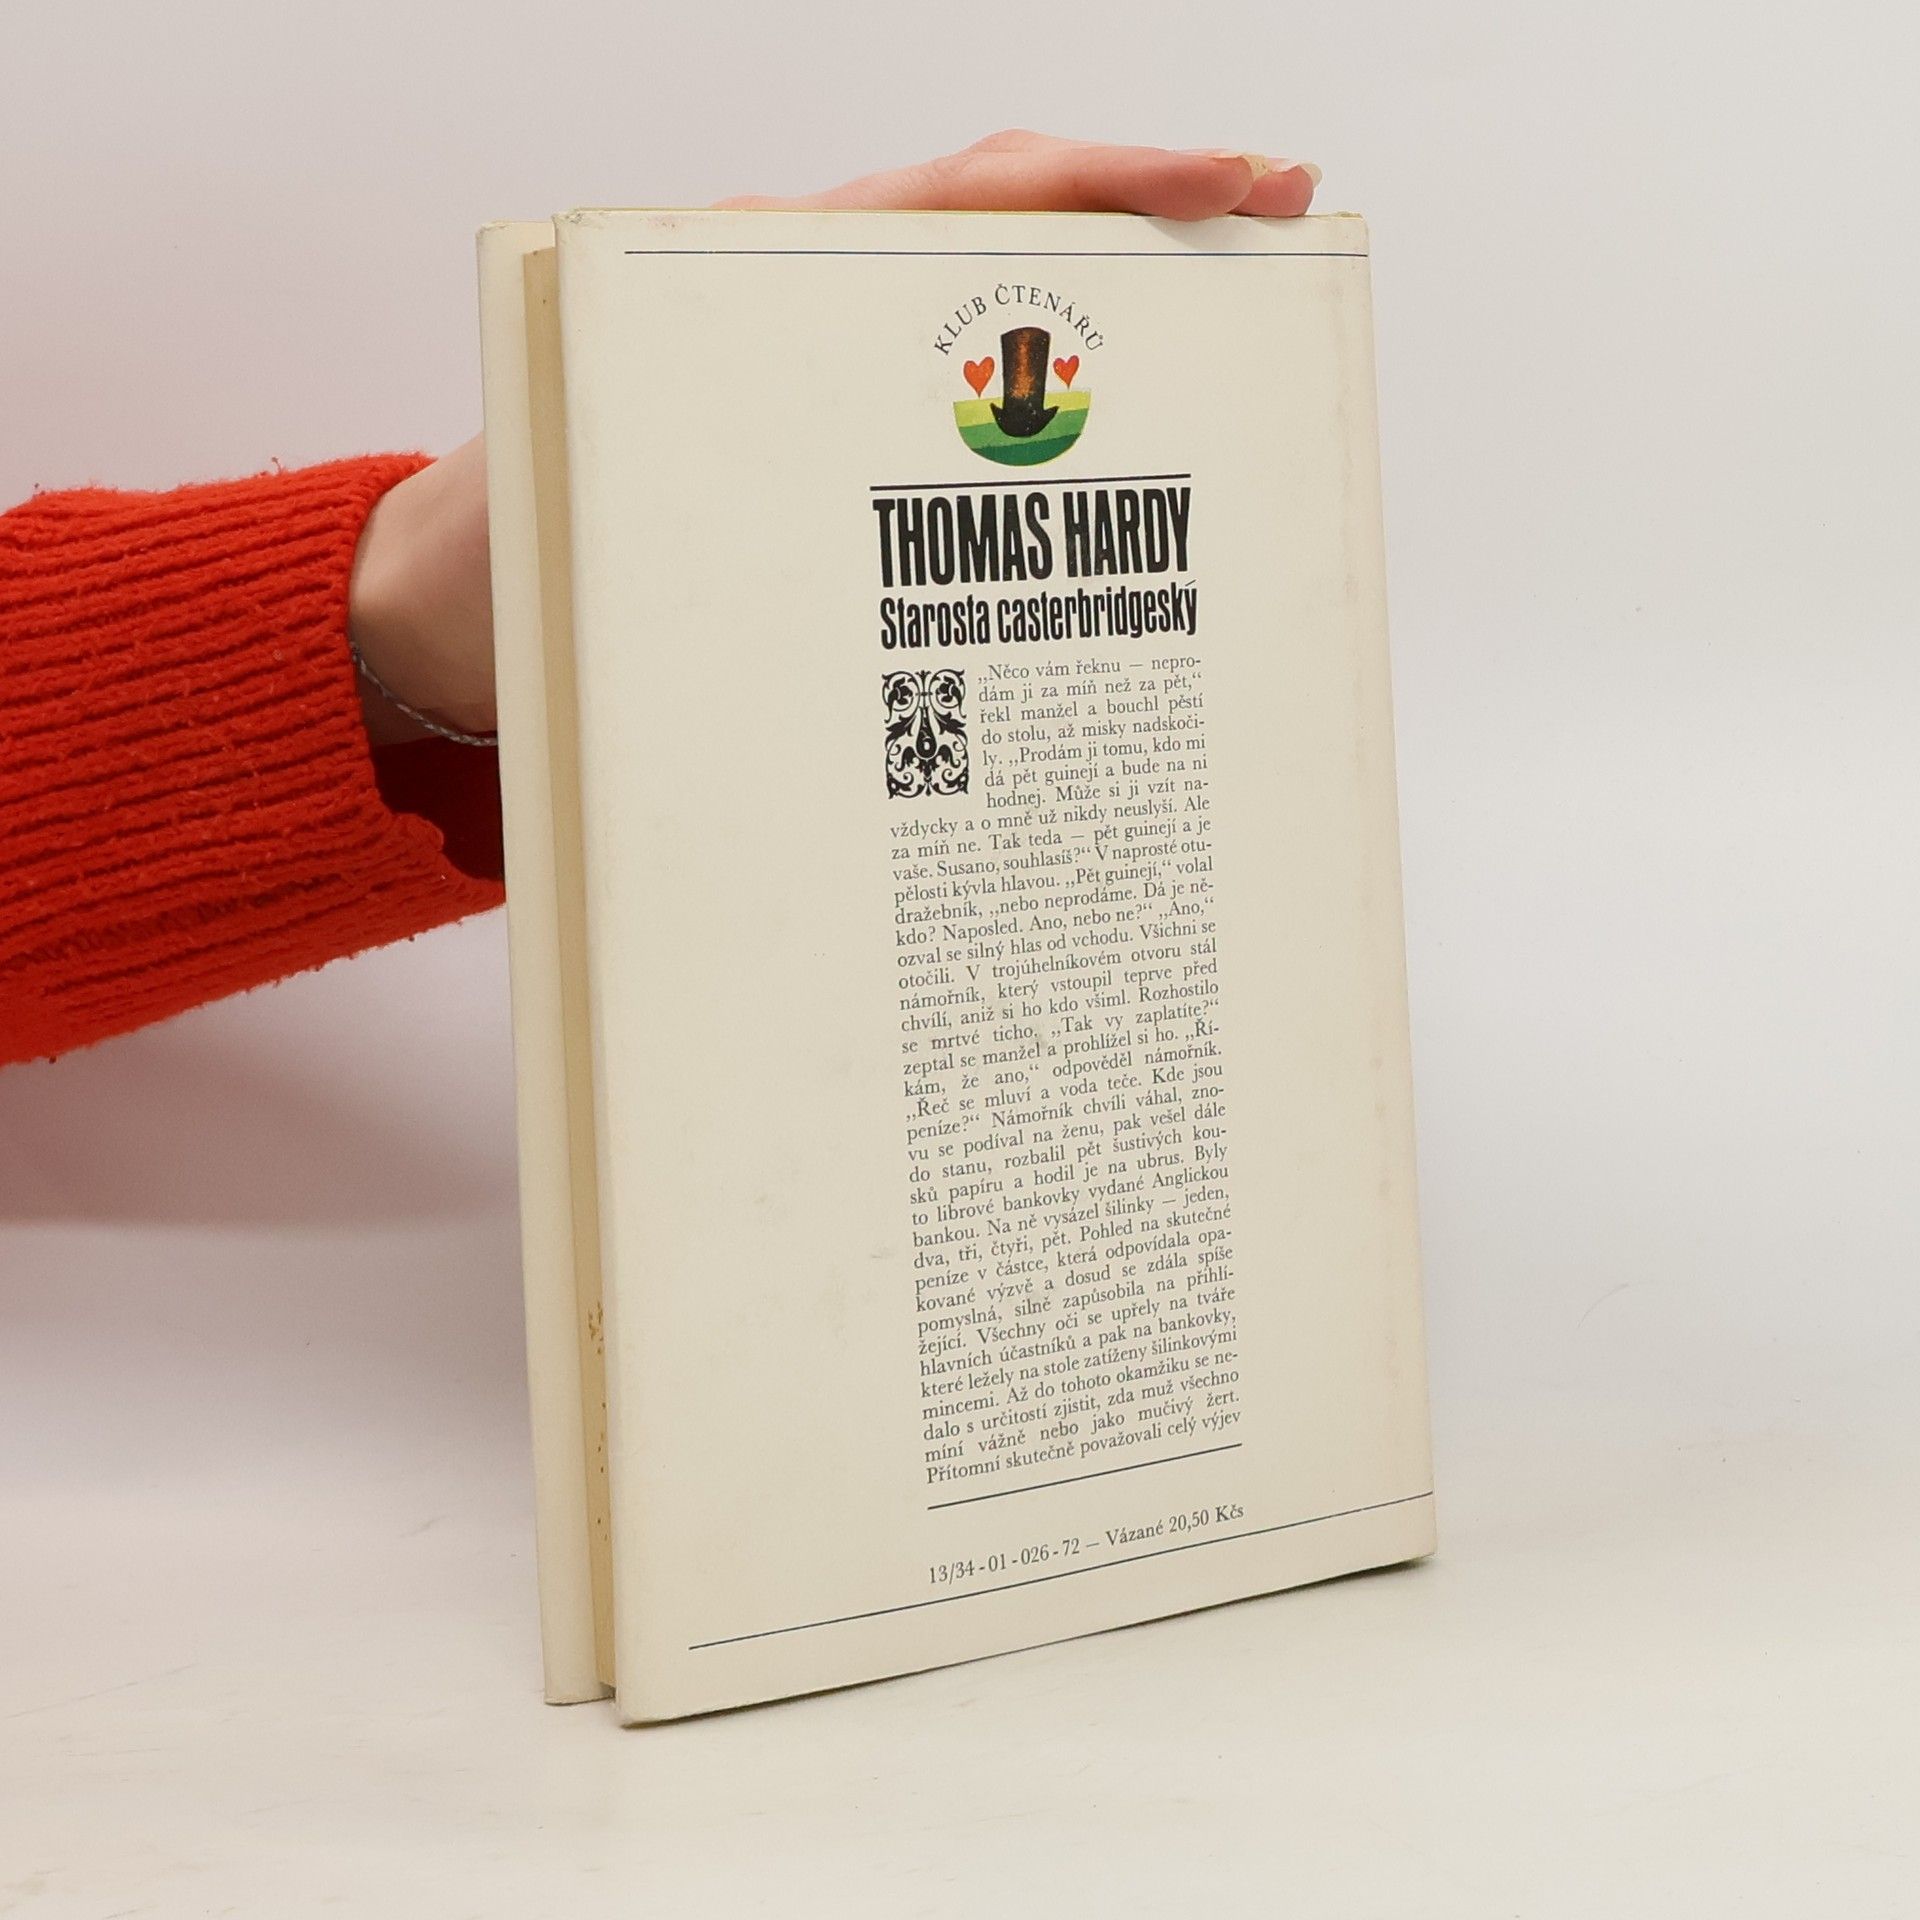 KLUB ČTENÁŘŮ
THOMAS HARDY
Starosta casterbridgeský
„Něco vám řeknu — nepro-
dám ji za míň než za pět,“
řekl manžel a bouchl pěstí
do stolu, až misky nadskoči-
ly. „Prodám ji tomu, kdo mi
dá pět guinejí a bude na ni
hodnej. Může si ji vzít na-
vždycky a o mně už nikdy neuslyší. Ale
za míň ne. Tak teda — pět guinejí a je
vaše. Susano, souhlasíš?“ V naprosté otu-
pělosti kývla hlavou. „Pět guinejí,“ volal
dražebník, „nebo neprodáme. Dá je ně-
kdo? Naposled. Ano, nebo ne?“ „Ano,“
ozval se silný hlas od vchodu. Všichni se
otočili. V trojúhelníkovém otvoru stál
námořník, který vstoupil teprve před
chvílí, aniž si ho kdo všiml. Rozhostilo
se mrtvé ticho. „Tak vy zaplatíte?“
zeptal se manžel a prohlížel si ho. „Ří-
kám, že ano,“ odpověděl námořník.
„Řeč se mluví a voda teče. Kde jsou
peníze?“ Námořník chvíli váhal, zno-
vu se podíval na ženu, pak vešel dále
do stanu, rozbalil pět šustivých kou-
sků papíru a hodil je na ubrus. Byly
to librové bankovky vydané Anglickou
bankou. Na ně vysázel šilinky — jeden,
dva, tři, čtyři, pět. Pohled na skutečné
peníze v částce, která odpovídala opa-
kované výzvě a dosud se zdála spíše
pomyslná, silně zapůsobila na přihlí-
žející. Všechny oči se upřely na tváře
hlavních účastníků a pak na bankovky,
které ležely na stole zatíženy šilinkovými
mincemi. Až do tohoto okamžiku se ne-
dalo s určitostí zjistit, zda muž všechno
míní vážně nebo jako mučivý žert.
Přítomní skutečně považovali celý výjev
13/34-01-026-72 — Vázané 20,50 Kčs